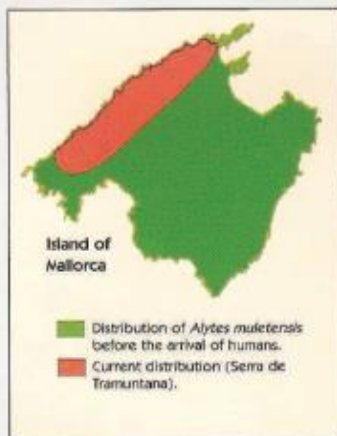 Island of
Mallorca
Distribution of Alytes muletensis
before the arrival of humans.
Current distribution (Serra de
Tramuntana).